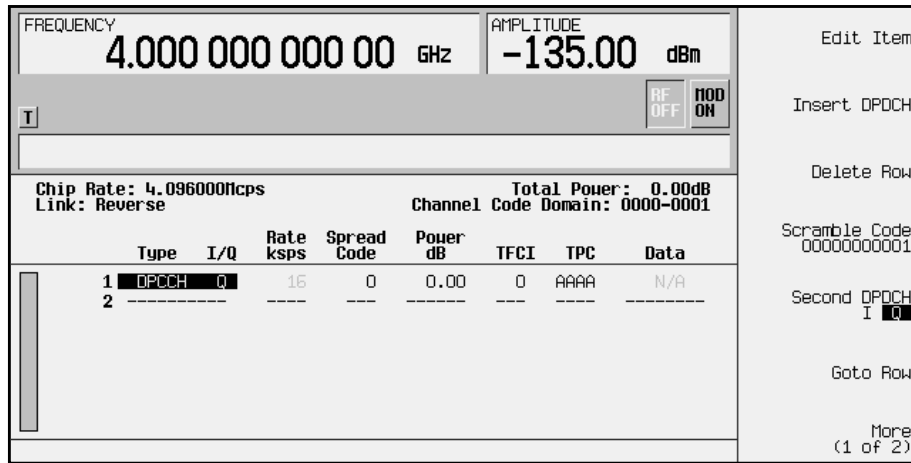 FREQUENCY
4.000 000 000 00 GHz
AMPLITUDE
-135.00 dBm
RF OFF
MOD ON
T
Chip Rate: 4.096000Mcps
Total Power: 0.00dB
Link: Reverse
Channel Code Domain: 0000-0001
Type I/Q Rate ksps Spread Code Power dB TFCI TPC Data
1 DPCCH Q 16 0 0.00 0 AAAA N/A
2 ---------- ---- --- ------ --- ---- --------
Edit Item
Insert DPDCH
Delete Row
Scramble Code
00000000001
Second DPDCH
I Q
Goto Row
More
(1 of 2)